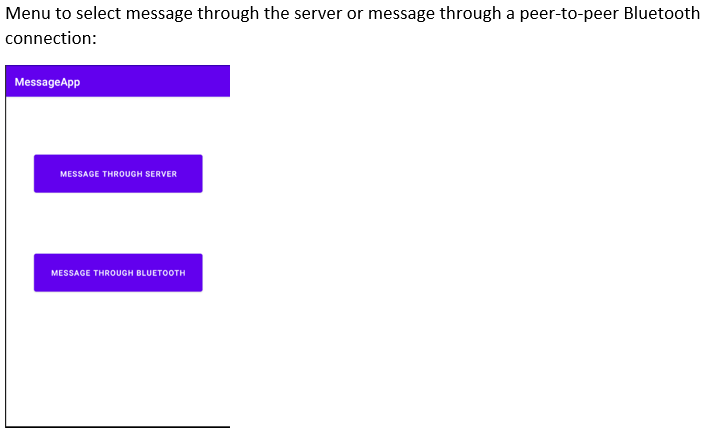 Menu to select message through the server or message through a peer-to-peer Bluetooth
connection:
MessageApp
MESSAGE THROUGH SERVER
MESSAGE THROUGH BLUETOOTH